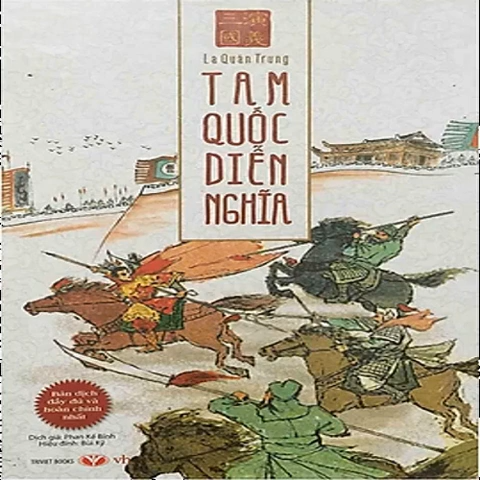 三演
國義
La Quán Trung
TAM
QUỐC
DIỄN
NGHĨA
Bản dịch
đầy đủ và
hoàn chỉnh
nhất
Dịch giả: Phan Kế Bính
Hiệu đính: Bùi Kỷ
TRIVIET BOOKS
vh